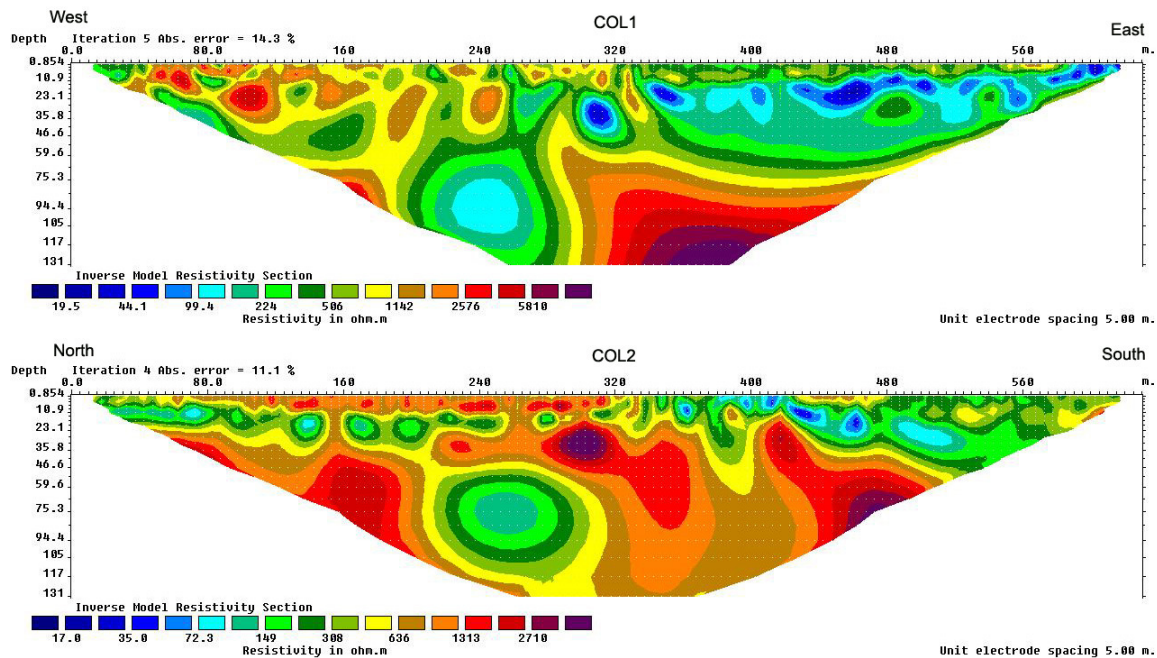 West COL1 East
Depth Iteration 5 Abs. error = 14.3 %
0.0 80.0 160 240 320 400 480 560 m.
0.854
10.9
23.1
35.8
46.6
59.6
75.3
94.4
105
117
131
Inverse Model Resistivity Section
19.5 44.1 99.4 224 506 1142 2576 5810
Resistivity in ohm.m Unit electrode spacing 5.00 m.
North COL2 South
Depth Iteration 4 Abs. error = 11.1 %
0.0 80.0 160 240 320 400 480 560 m.
0.854
10.9
23.1
35.8
46.6
59.6
75.3
94.4
105
117
131
Inverse Model Resistivity Section
17.0 35.0 72.3 149 308 636 1313 2710
Resistivity in ohm.m Unit electrode spacing 5.00 m.